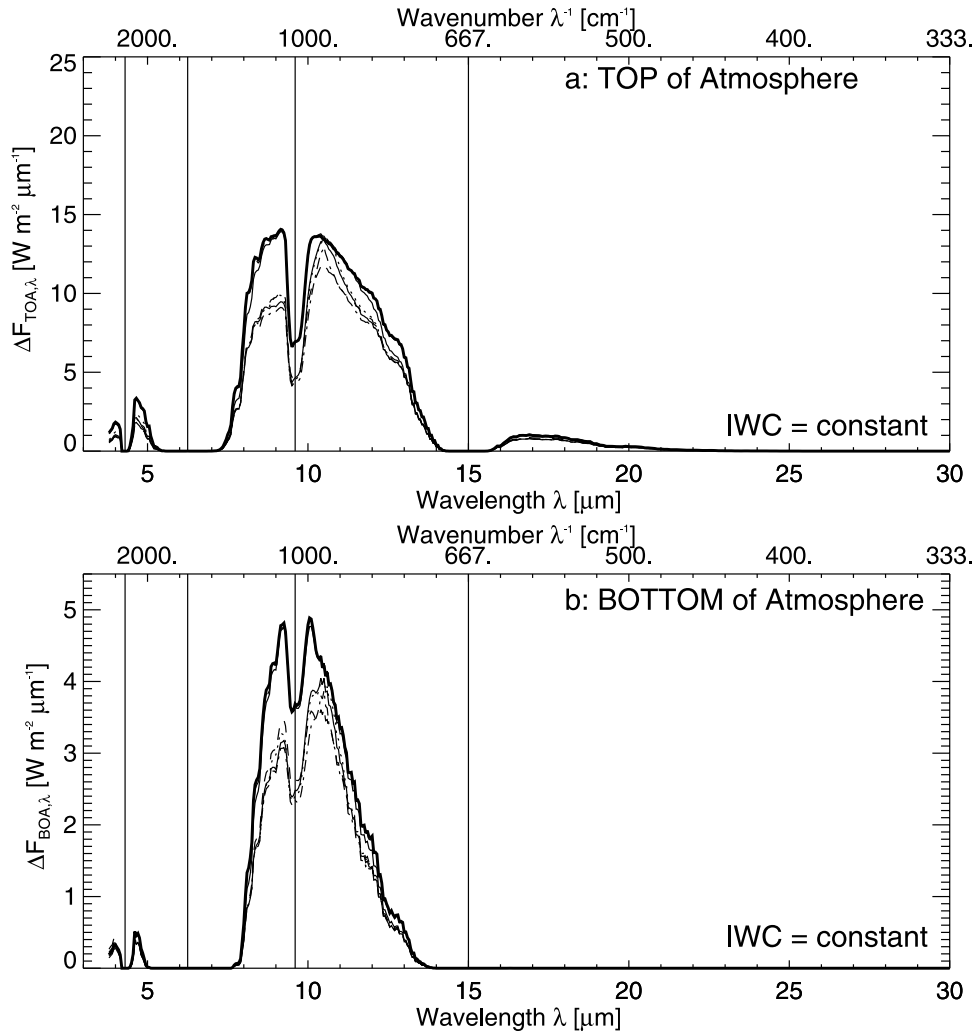 Wavenumber λ⁻¹ [cm⁻¹]
2000. 1000. 667. 500. 400. 333.
a: TOP of Atmosphere
25
20
15
10
5
0
ΔF_TOA,λ [W m⁻² μm⁻¹]
IWC = constant
5 10 15 20 25 30
Wavelength λ [μm]
Wavenumber λ⁻¹ [cm⁻¹]
2000. 1000. 667. 500. 400. 333.
b: BOTTOM of Atmosphere
5
4
3
2
1
0
ΔF_BOA,λ [W m⁻² μm⁻¹]
IWC = constant
5 10 15 20 25 30
Wavelength λ [μm]